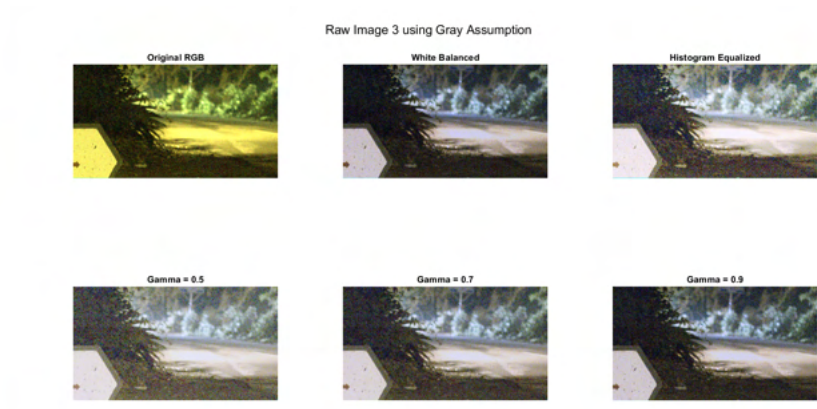 Raw Image 3 using Gray Assumption
Original RGB
White Balanced
Histogram Equalized
Gamma = 0.5
Gamma = 0.7
Gamma = 0.9